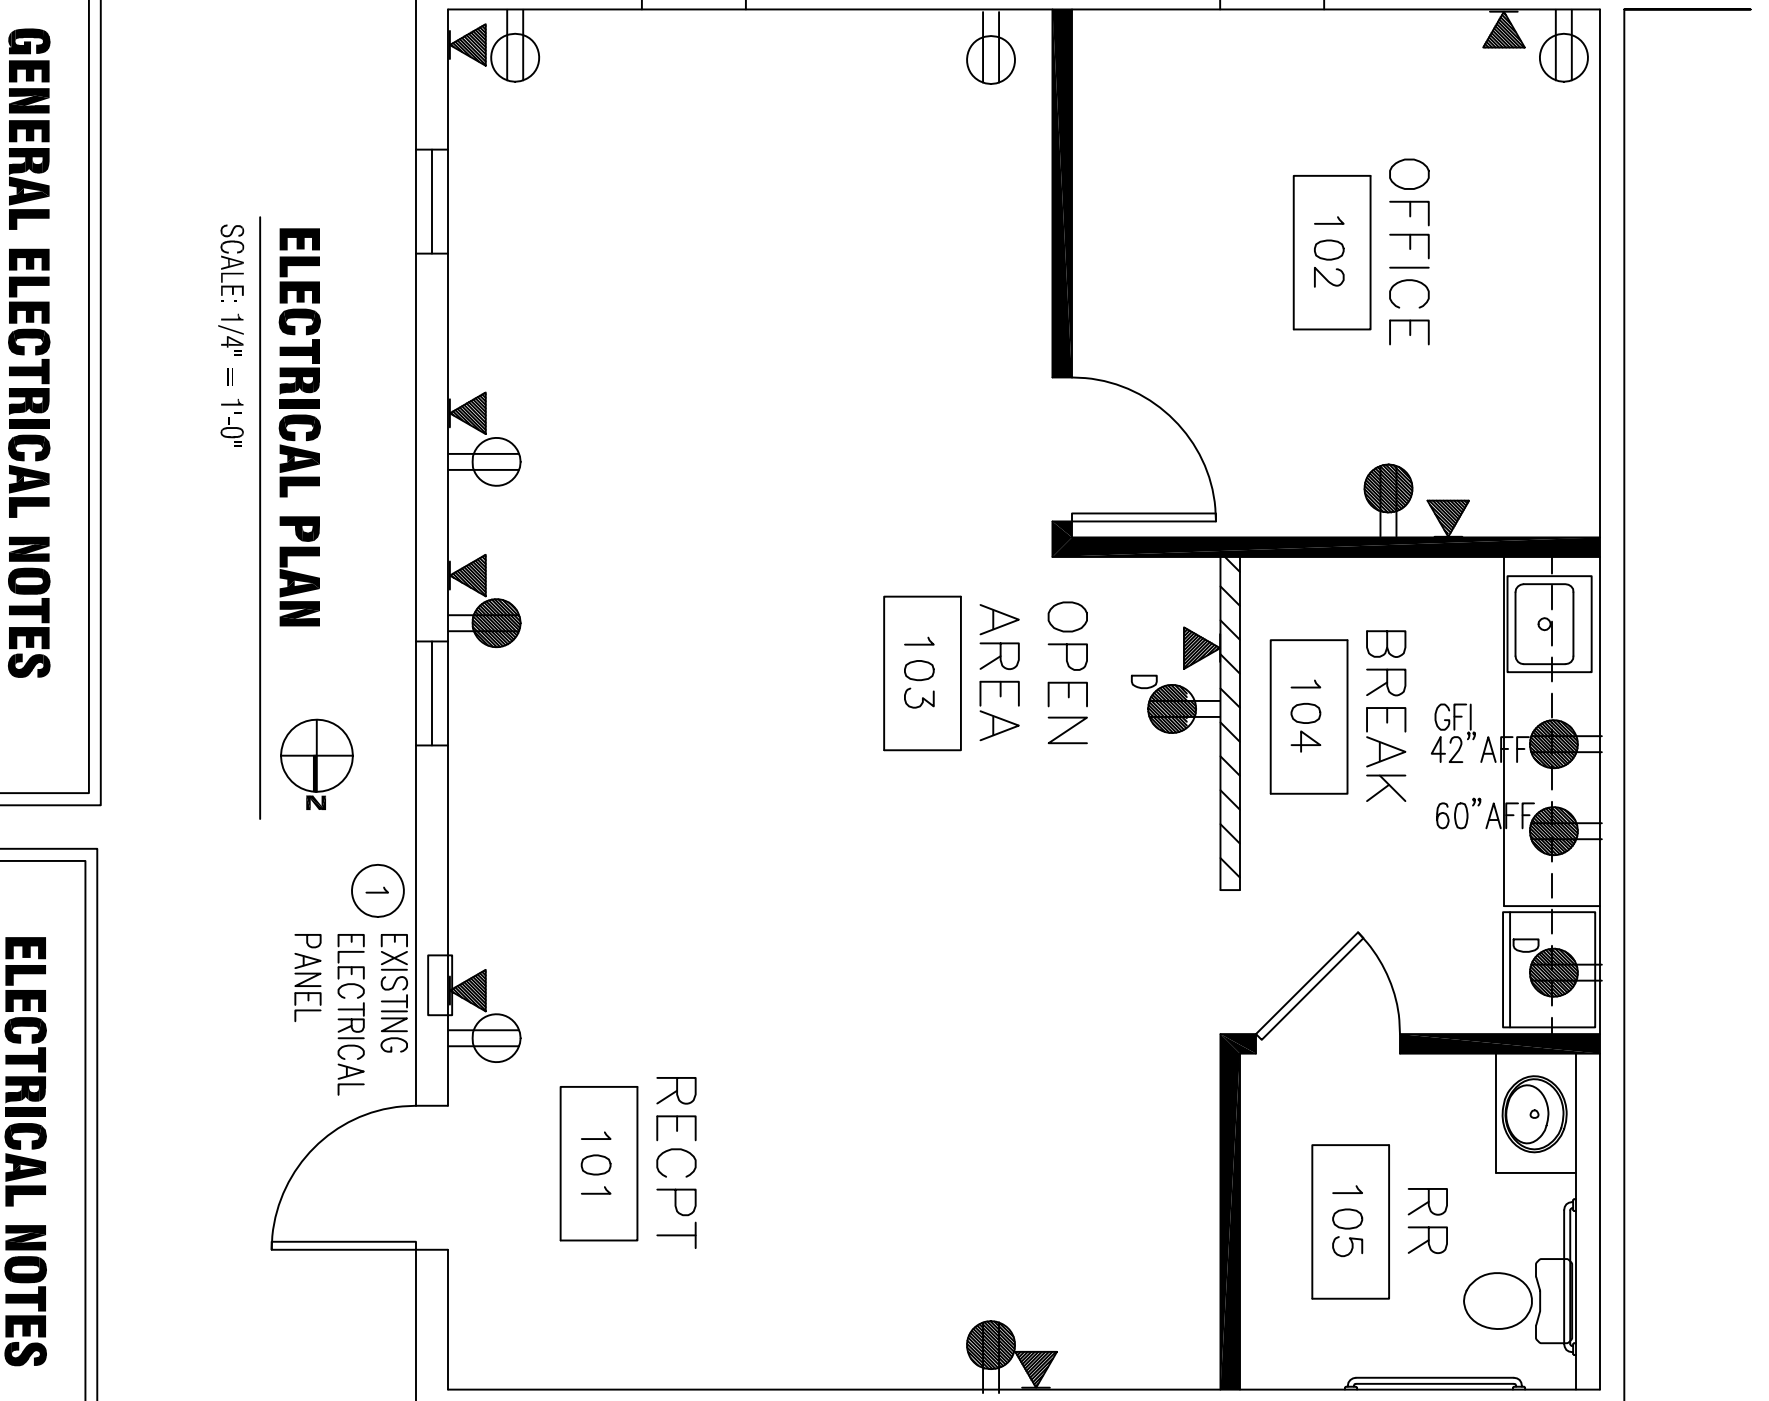 OFFICE
102
BREAK
104
GFI
42"AFF
60"AFF
D
RR
105
OPEN
AREA
103
D
RECPT
101
1
EXISTING
ELECTRICAL
PANEL
ELECTRICAL PLAN
SCALE: 1/4" = 1'-0"
N
GENERAL ELECTRICAL NOTES
ELECTRICAL NOTES